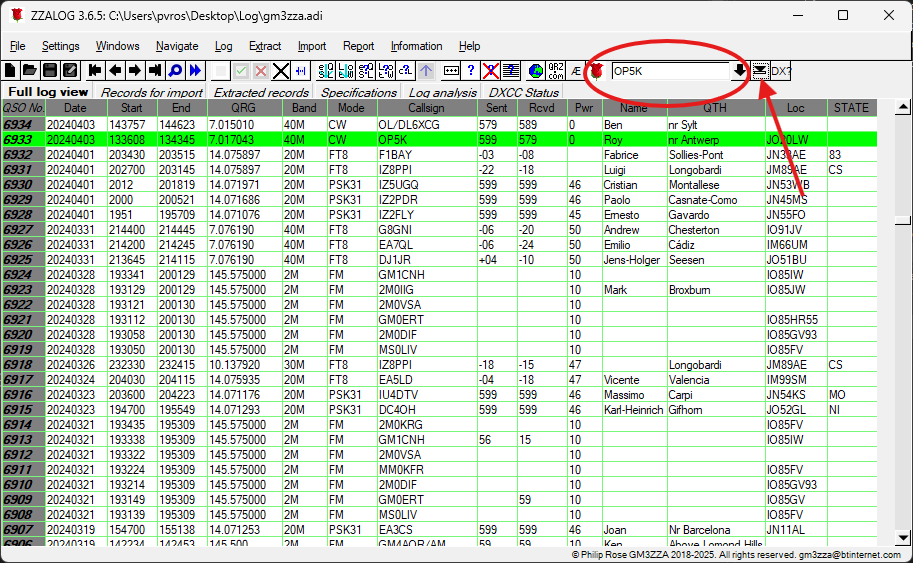 ZZALOG 3.6.5: C:\Users\pvros\Desktop\Log\gm3zza.adi
File Settings Windows Navigate Log Extract Import Report Information Help
QRZ com Æ OP5K DX?
Full log view Records for import Extracted records Specifications Log analysis DXCC Status
QSO No. Date Start End QRG Band Mode Callsign Sent Rcvd Pwr Name QTH Loc STATE
6934 20240403 143757 144623 7.015010 40M CW OL/DL6XCG 579 589 0 Ben nr Sylt
6933 20240403 133608 134345 7.017043 40M CW OP5K 599 579 0 Roy nr Antwerp JO20LW
6932 20240401 203430 203515 14.075897 20M FT8 F1BAY -03 -08 Fabrice Sollies-Pont 83
6931 20240401 202700 203145 14.075897 20M FT8 IZ8PPI -22 -18 Luigi Longobardi JM89AE CS
6930 20240401 2012 201819 14.071971 20M PSK31 IZ5UGQ 599 599 46 Cristian Montallese JN53WB
6929 20240401 2000 200521 14.071686 20M PSK31 IZ2PDR 599 599 46 Paolo Casnate-Como JN45MS
6928 20240401 1951 195709 14.071076 20M PSK31 IZ2FLY 599 599 45 Ernesto Gavardo JN55FO
6927 20240331 214400 214445 7.076190 40M FT8 G8GNI -06 -20 50 Andrew Chesterton IO91JV
6926 20240331 214200 214245 7.076190 40M FT8 EA7QL -06 -24 50 Emilio Cádiz IM66UM
6925 20240331 213645 214115 7.076190 40M FT8 DJ1JR +04 -10 50 Jens-Holger Seesen JO51BU
6924 20240328 193341 200129 145.575000 2M FM GM1CNH 10 IO85IW
6923 20240328 193129 200129 145.575000 2M FM 2M0IIG 10 Mark Broxburn IO85JW
6922 20240328 193121 200130 145.575000 2M FM 2M0VSA 10
6921 20240328 193112 200130 145.575000 2M FM GM0ERT 10 IO85HR55
6920 20240328 193058 200130 145.575000 2M FM 2M0DIF 10 IO85GV93
6919 20240328 193050 200130 145.575000 2M FM MS0LIV 10 IO85FV
6918 20240326 232330 232415 10.137920 30M FT8 IZ8PPI -18 -15 47 Longobardi JM89AE CS
6917 20240324 204030 204115 14.075935 20M FT8 EA5LD -04 -18 47 Vicente Valencia IM99SM
6916 20240323 203600 204223 14.071176 20M PSK31 IU4DTV 599 599 46 Massimo Carpi JN54KS MO
6915 20240323 194700 195549 14.071293 20M PSK31 DC4OH 599 599 46 Karl-Heinrich Gifhorn JO52GL NI
6914 20240321 193435 195309 145.575000 2M FM 2M0KRG 10 IO85FV
6913 20240321 193338 195309 145.575000 2M FM GM1CNH 56 15 10 IO85IW
6912 20240321 193322 195309 145.575000 2M FM 2M0VSA 10
6911 20240321 193224 195309 145.575000 2M FM MM0KFR 10 IO85FV
6910 20240321 193214 195309 145.575000 2M FM 2M0DIF 10 IO85GV93
6909 20240321 193149 195309 145.575000 2M FM GM0ERT 59 10 IO85GV
6908 20240321 193139 195309 145.575000 2M FM MS0LIV 10 IO85FV
6907 20240319 154700 155138 14.071253 20M PSK31 EA3CS 599 599 46 Joan Nr Barcelona JN11AL
6906 20240319 142234 142453 145.500 2M FM GM4AOR/AM 59 59 10 Ken Above Lomond Hills
© Philip Rose GM3ZZA 2018-2025. All rights reserved. gm3zza@btinternet.com